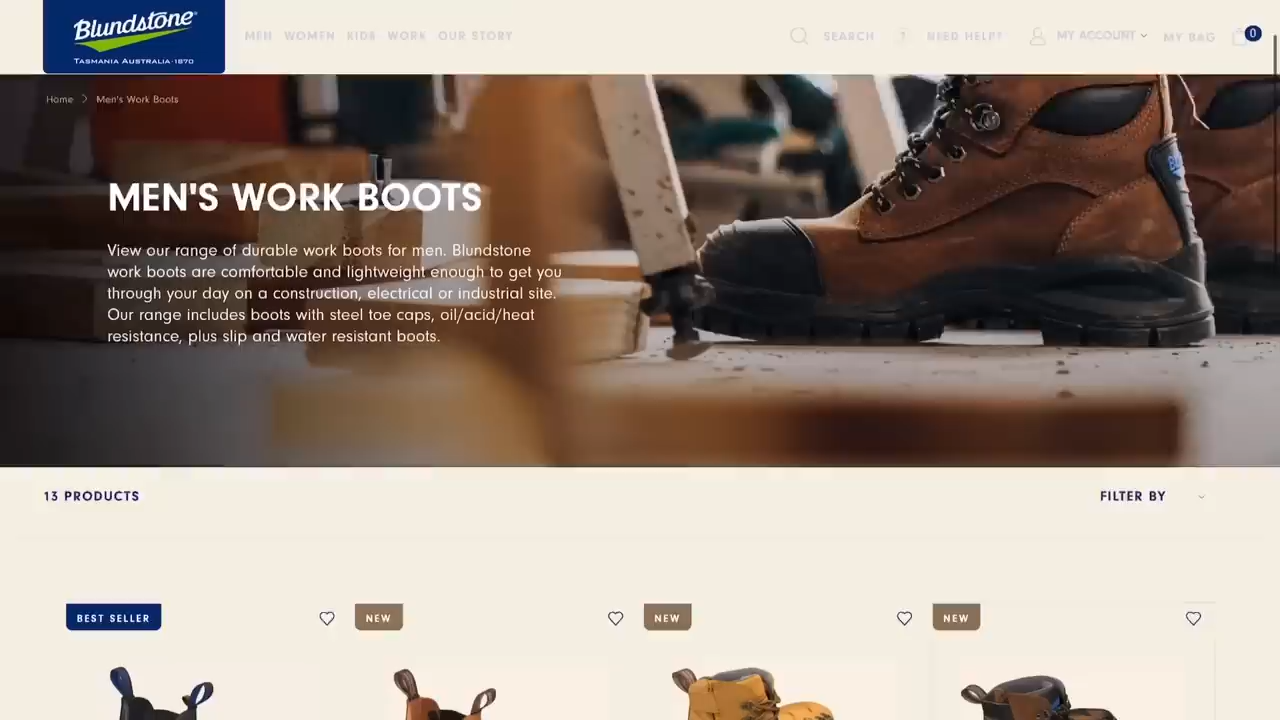 Blundstone®
TASMANIA AUSTRALIA·1870
MEN WOMEN KIDS WORK OUR STORY
SEARCH ? NEED HELP? MY ACCOUNT MY BAG 0
Home > Men's Work Boots
MEN'S WORK BOOTS
View our range of durable work boots for men. Blundstone
work boots are comfortable and lightweight enough to get you
through your day on a construction, electrical or industrial site.
Our range includes boots with steel toe caps, oil/acid/heat
resistance, plus slip and water resistant boots.
13 PRODUCTS
FILTER BY
BEST SELLER NEW NEW NEW